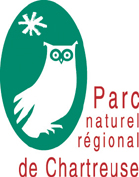 Parc
naturel
régional
de Chartreuse